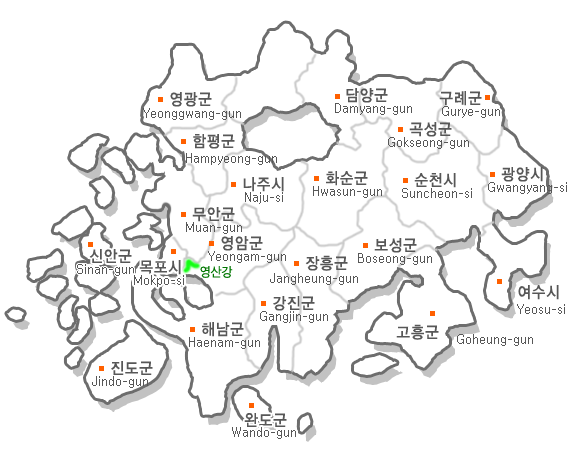 담양군
Damyang-gun
구례군
Gurye-gun
영광군
Yeonggwang-gun
곡성군
Gokseong-gun
함평군
Hampyeong-gun
나주시
Naju-si
화순군
Hwasun-gun
순천시
Suncheon-si
광양시
Gwangyang-si
무안군
Muan-gun
영암군
Yeongam-gun
보성군
Boseong-gun
신안군
Sinan-gun
목포시
Mokpo-si
영산강
장흥군
Jangheung-gun
여수시
Yeosu-si
강진군
Gangjin-gun
해남군
Haenam-gun
고흥군
Goheung-gun
진도군
Jindo-gun
완도군
Wando-gun